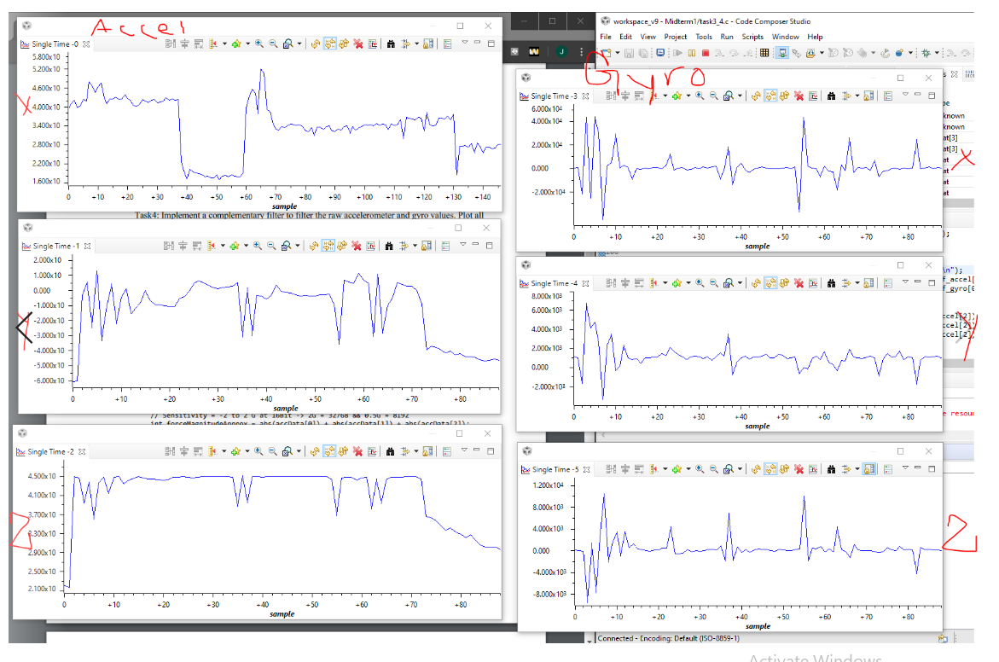 Accel
Single Time -0
5.800x10
5.200x10
4.600x10
4.000x10
3.400x10
2.800x10
2.200x10
1.600x10
X
0 +10 +20 +30 +40 +50 +60 +70 +80 +90 +100 +110 +120 +130 +140
sample
Task4: Implement a complementary filter to filter the raw accelerometer and gyro values. Plot all
Single Time -1
2.000x10
1.000x10
0.000
-1.000x10
-2.000x10
-3.000x10
-4.000x10
-5.000x10
-6.000x10
Y
0 +10 +20 +30 +40 +50 +60 +70 +80
sample
// Sensitivity = -2 to 2 G at 16Bit -> 2G = 32768 && 0.5G = 8192
int forceMagnitudeApprox = abs(accData[0]) + abs(accData[1]) + abs(accData[2]);
Single Time -2
4.500x10
4.100x10
3.700x10
2.900x10
2.500x10
2.100x10
Z
0 +10 +20 +30 +40 +50 +60 +70 +80
sample
J
workspace_v9 - Midterm1/task3_4.c - Code Composer Studio
File Edit View Project Tools Run Scripts Window Help
Gyro
Single Time -3
6.000x10⁴
4.000x10⁴
2.000x10⁴
0.000
-2.000x10⁴
X
0 +10 +20 +30 +40 +50 +60 +70 +80
sample
pe
known
known
at[3]
at[3]
at
at
at
at
);
\n");
f_accel[
f_gyro[0
Single Time -4
8.000x10³
6.000x10³
4.000x10³
2.000x10³
0.000
-2.000x10³
Y
0 +10 +20 +30 +40 +50 +60 +70 +80
sample
ccel[2])
ccel[2],
ccel[2],
e resour
Single Time -5
1.200x10⁴
8.000x10³
4.000x10³
0.000
-4.000x10³
-8.000x10³
Z
0 +10 +20 +30 +40 +50 +60 +70 +80
sample
Connected - Encoding: Default (ISO-8859-1)
Activate Windows